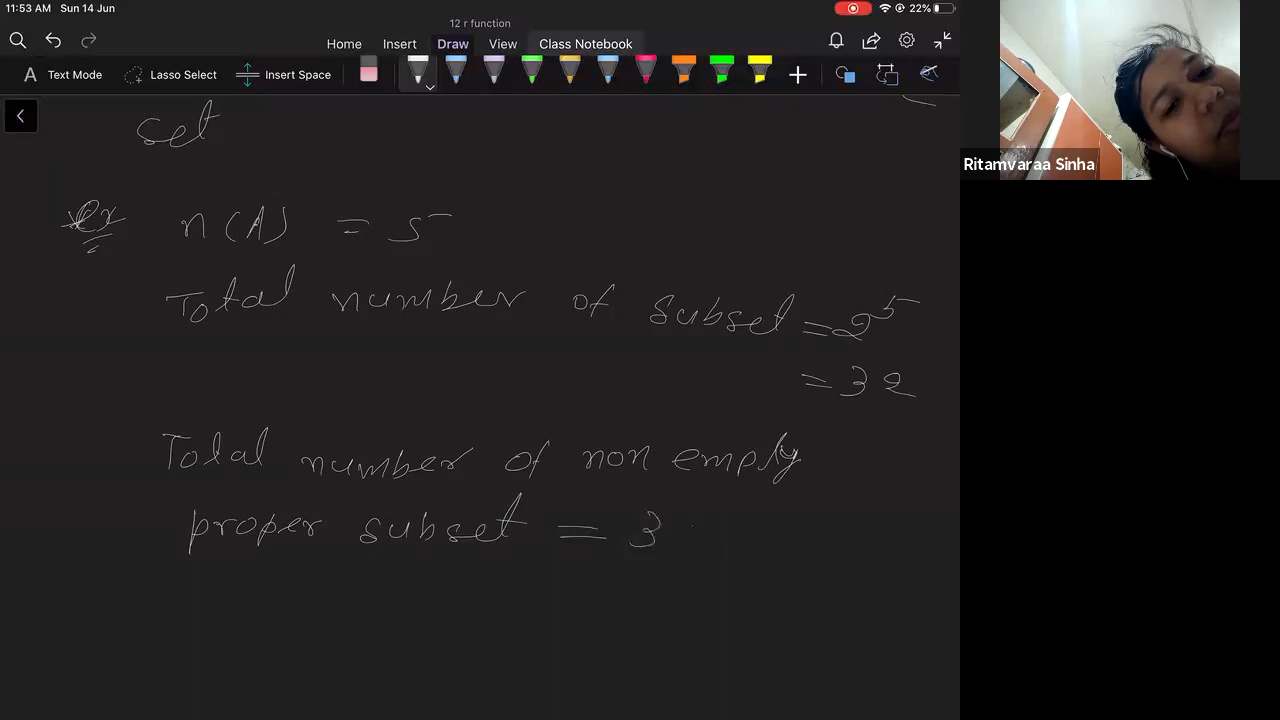 11:53 AM Sun 14 Jun
22%
12 r function
Home Insert Draw View Class Notebook
A Text Mode Lasso Select Insert Space
Ritamvaraa Sinha
set
Ex n(A) = 5
Total number of subset = 2⁵
= 32
Total number of non empty
proper subset = 3